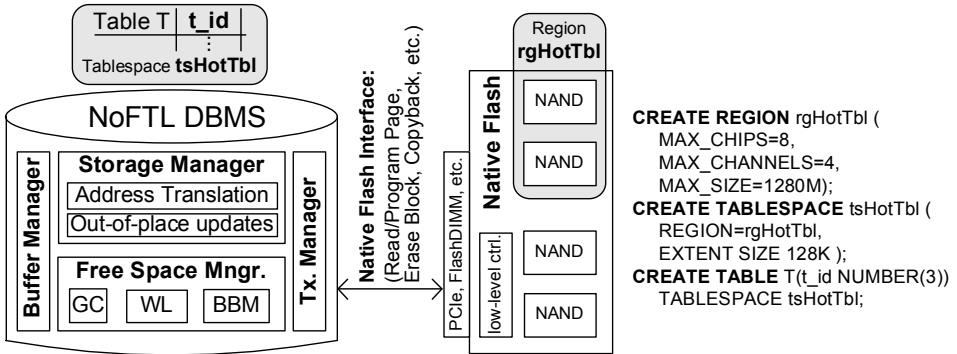 Table T t_id
Tablespace tsHotTbl
NoFTL DBMS
Buffer Manager
Storage Manager
Address Translation
Out-of-place updates
Free Space Mngr.
GC WL BBM
Tx. Manager
Native Flash Interface:
(Read/Program Page,
Erase Block, Copyback, etc.)
PCIe, FlashDIMM, etc.
Native Flash
low-level ctrl.
Region
rgHotTbl
NAND
NAND
NAND
NAND
CREATE REGION rgHotTbl (
MAX_CHIPS=8,
MAX_CHANNELS=4,
MAX_SIZE=1280M);
CREATE TABLESPACE tsHotTbl (
REGION=rgHotTbl,
EXTENT SIZE 128K );
CREATE TABLE T(t_id NUMBER(3))
TABLESPACE tsHotTbl;